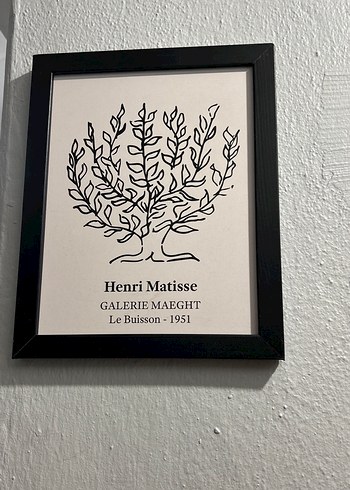 Henri Matisse
GALERIE MAEGHT
Le Buisson - 1951